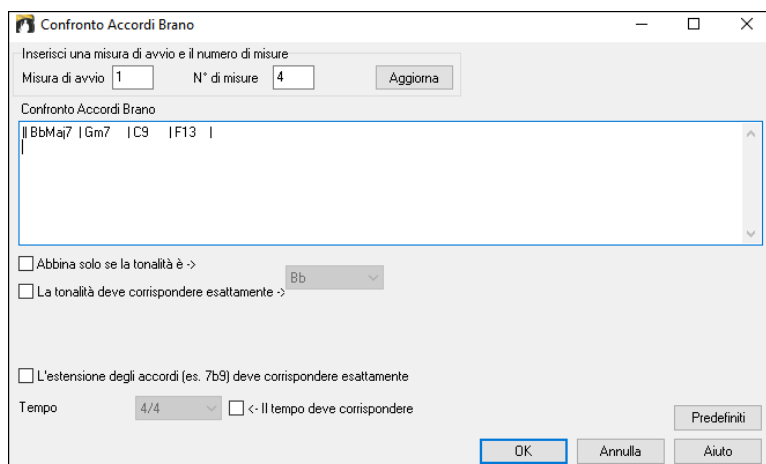 Confronto Accordi Brano
Inserisci una misura di avvio e il numero di misure
Misura di avvio 1 N° di misure 4 Aggiorna
Confronto Accordi Brano
|| BbMaj7 | Gm7 | C9 | F13 |
Abbina solo se la tonalità è ->
Bb
La tonalità deve corrispondere esattamente ->
L'estensione degli accordi (es. 7b9) deve corrispondere esattamente
Tempo 4/4 <- Il tempo deve corrispondere
Predefiniti
OK Annulla Aiuto